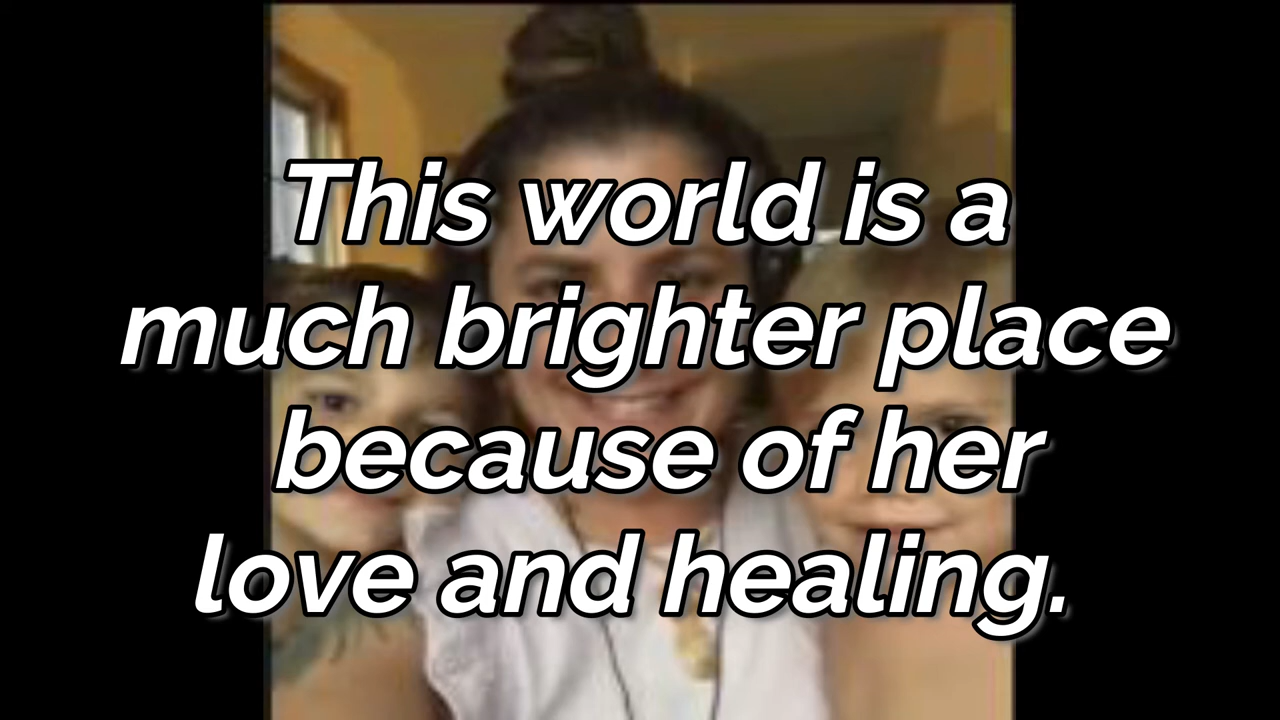 This world is a
much brighter place
because of her
love and healing.